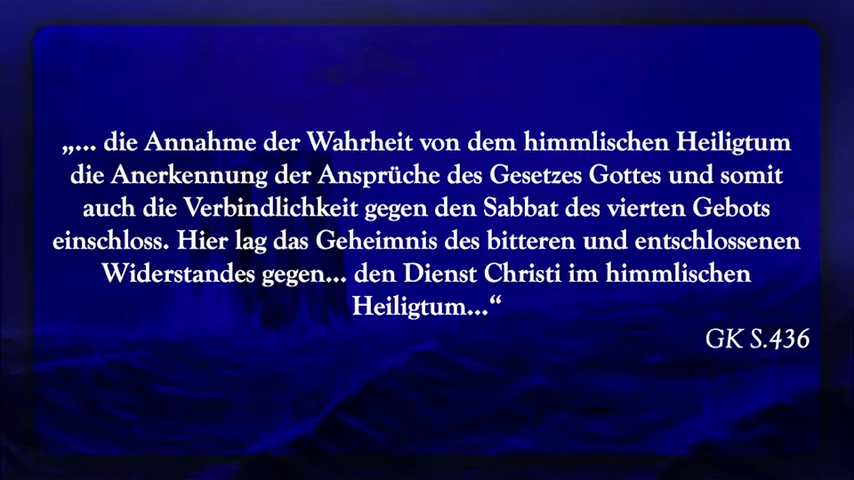 „... die Annahme der Wahrheit von dem himmlischen Heiligtum
die Anerkennung der Ansprüche des Gesetzes Gottes und somit
auch die Verbindlichkeit gegen den Sabbat des vierten Gebots
einschloss. Hier lag das Geheimnis des bitteren und entschlossenen
Widerstandes gegen... den Dienst Christi im himmlischen
Heiligtum...“
GK S.436